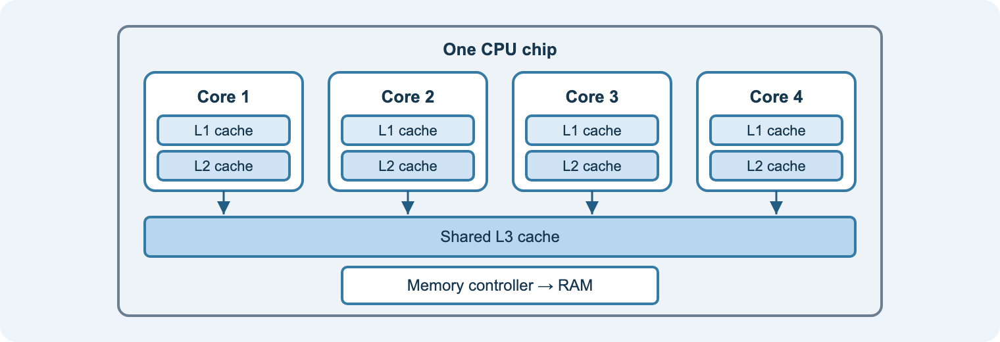 One CPU chip
Core 1
L1 cache
L2 cache
Core 2
L1 cache
L2 cache
Core 3
L1 cache
L2 cache
Core 4
L1 cache
L2 cache
Shared L3 cache
Memory controller → RAM